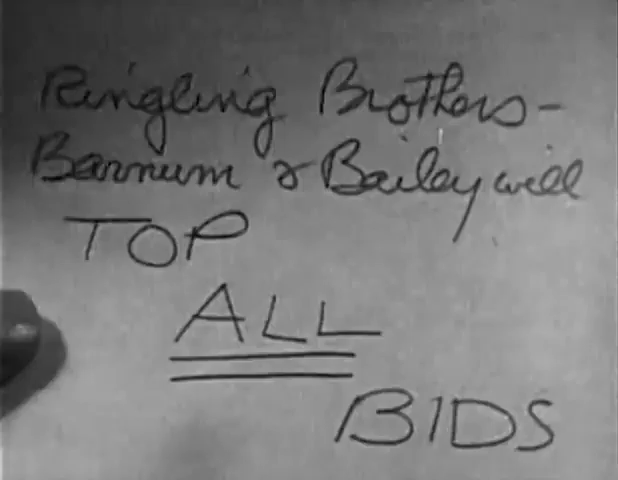 Ringling Brothers-
Barnum & Bailey will
TOP
ALL
BIDS